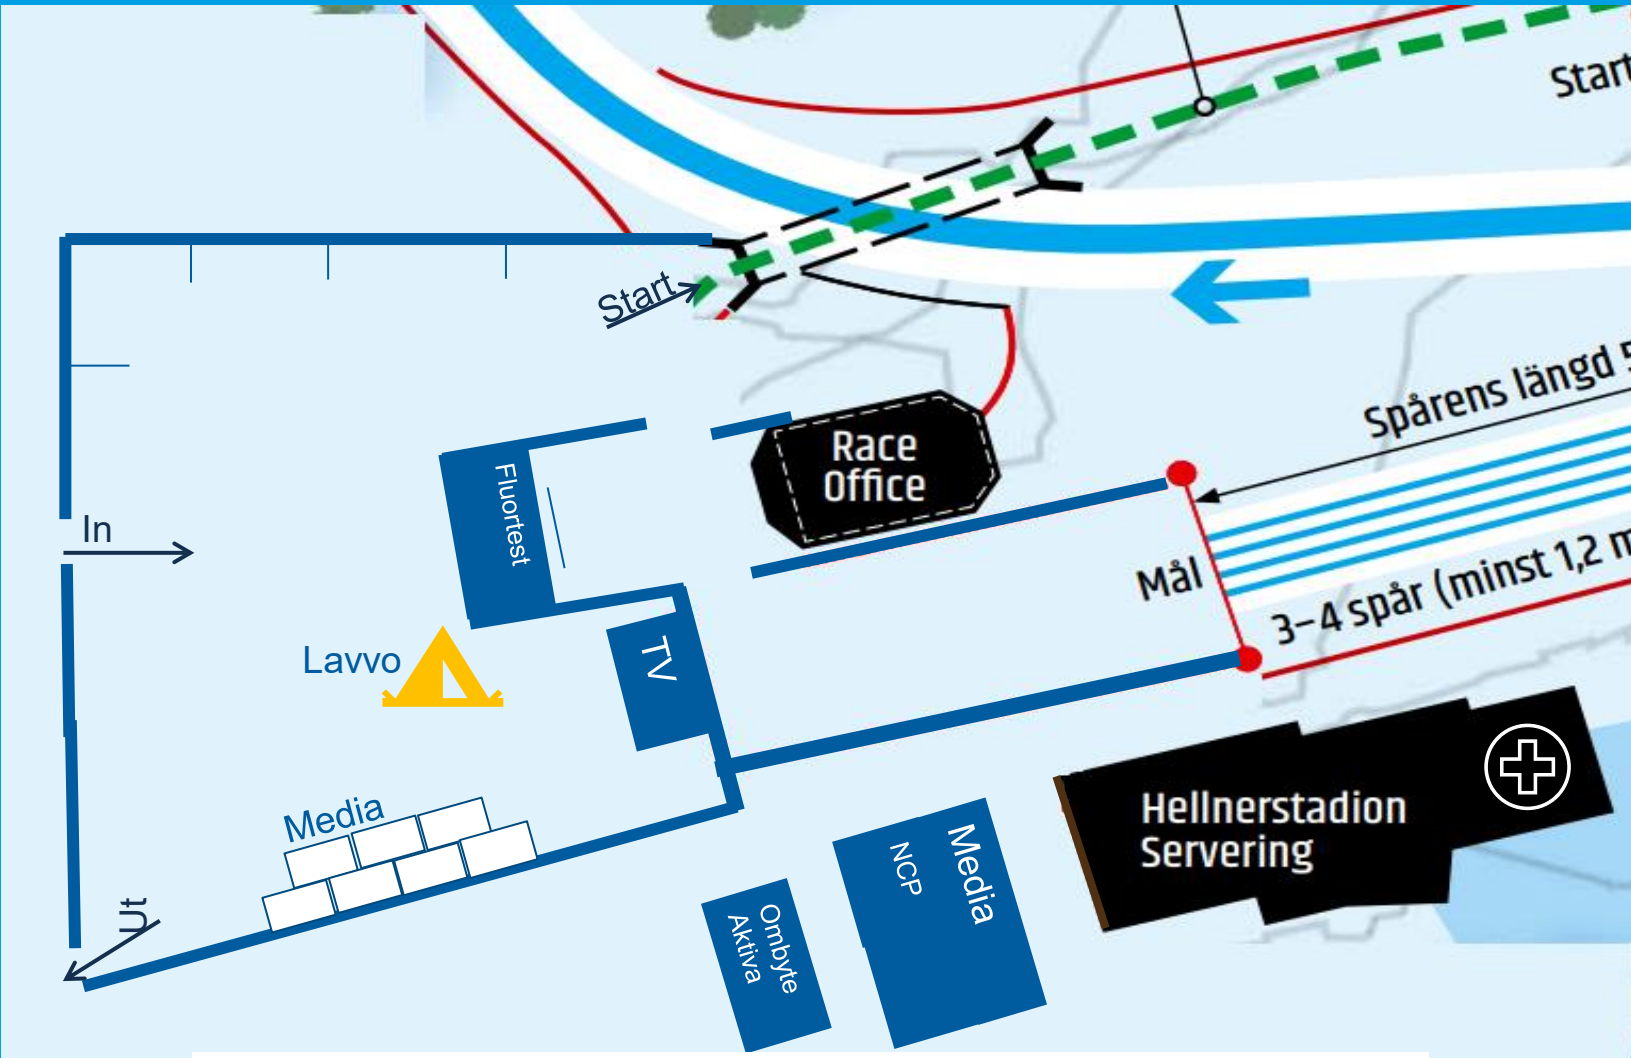 Start
Start
Spårens längd 5
Race
Office
Fluortest
In
Mål
3–4 spår (minst 1,2 m
Lavvo
TV
Media
Hellnerstadion
Servering
Media
NCP
Ombyte
Aktiva
Ut